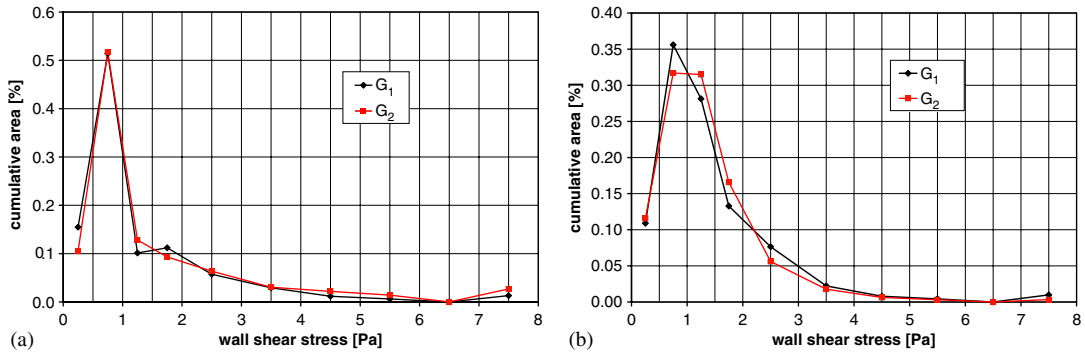 0.6
0.5
0.4
0.3
0.2
0.1
0.0
cumulative area [%]
G1
G2
0 1 2 3 4 5 6 7 8
(a) wall shear stress [Pa]
0.40
0.35
0.30
0.25
0.20
0.15
0.10
0.05
0.00
cumulative area [%]
G1
G2
0 1 2 3 4 5 6 7 8
(b) wall shear stress [Pa]